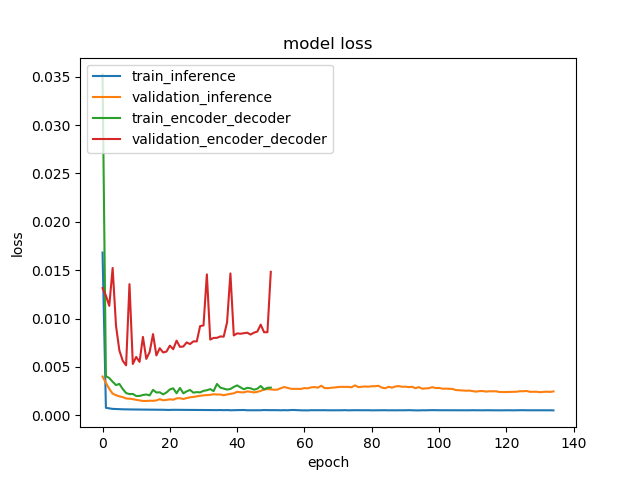 model loss
train_inference
validation_inference
train_encoder_decoder
validation_encoder_decoder
loss
0.035
0.030
0.025
0.020
0.015
0.010
0.005
0.000
0 20 40 60 80 100 120 140
epoch